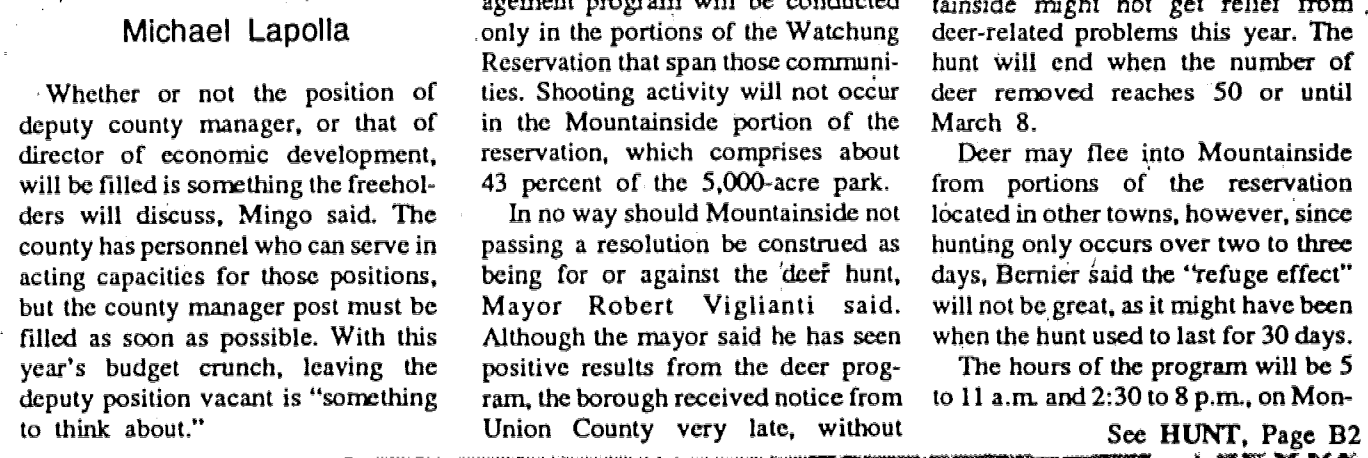 Michael Lapolla
Whether or not the position of
deputy county manager, or that of
director of economic development,
will be filled is something the freehol-
ders will discuss, Mingo said. The
county has personnel who can serve in
acting capacities for those positions,
but the county manager post must be
filled as soon as possible. With this
year's budget crunch, leaving the
deputy position vacant is "something
to think about."
agement program will be conducted
only in the portions of the Watchung
Reservation that span those communi-
ties. Shooting activity will not occur
in the Mountainside portion of the
reservation, which comprises about
43 percent of the 5,000-acre park.
In no way should Mountainside not
passing a resolution be construed as
being for or against the deer hunt,
Mayor Robert Viglianti said.
Although the mayor said he has seen
positive results from the deer prog-
ram, the borough received notice from
Union County very late, without
tainside might not get relief from
deer-related problems this year. The
hunt will end when the number of
deer removed reaches 50 or until
March 8.
Deer may flee into Mountainside
from portions of the reservation
located in other towns, however, since
hunting only occurs over two to three
days, Bernier said the "refuge effect"
will not be great, as it might have been
when the hunt used to last for 30 days.
The hours of the program will be 5
to 11 a.m. and 2:30 to 8 p.m., on Mon-
See HUNT, Page B2